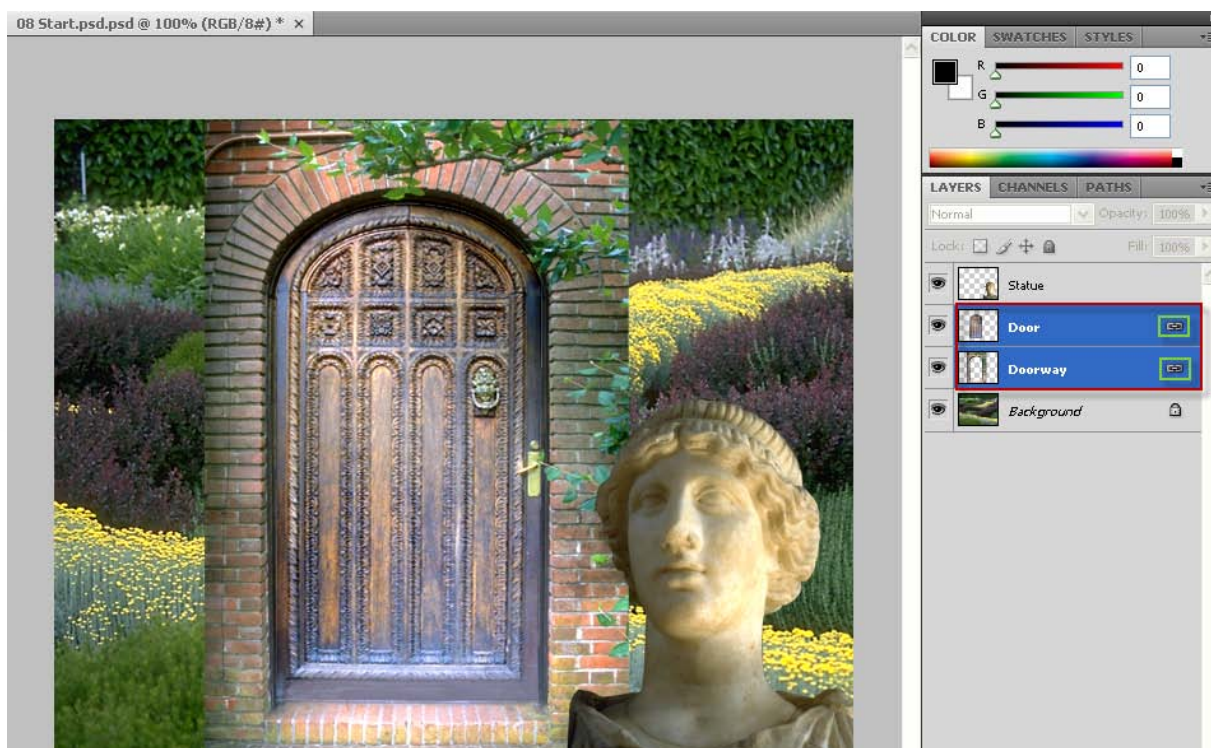 08 Start.psd.psd @ 100% (RGB/8#) * ×
COLOR SWATCHES STYLES
R 0
G 0
B 0
LAYERS CHANNELS PATHS
Normal Opacity: 100%
Lock: Fill: 100%
Statue
Door
Doorway
Background